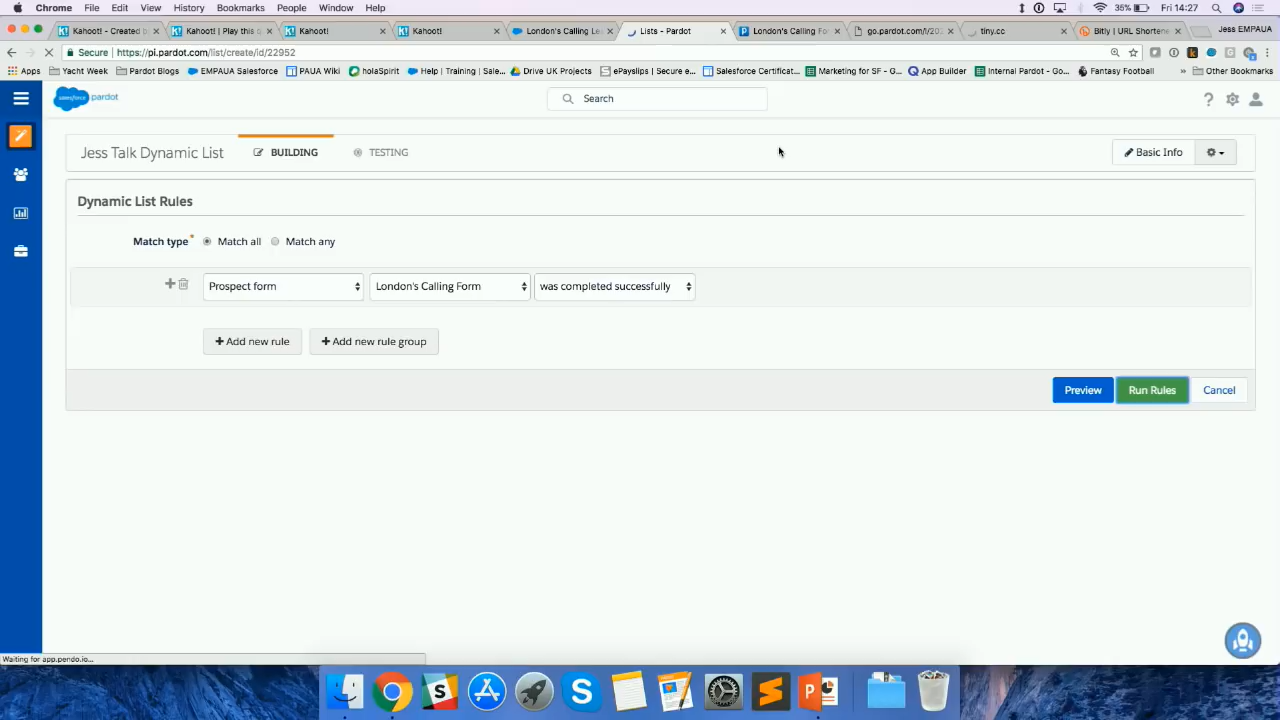 Chrome File Edit View History Bookmarks People Window Help 35% Fri 14:27
Kahoot! - Created b Kahoot! | Play this q Kahoot! Kahoot! London's Calling Le Lists - Pardot London's Calling Fo go.pardot.com/l/20 tiny.cc Bitly | URL Shortene Jess EMPAUA
Secure https://pi.pardot.com/list/create/id/22952
Apps Yacht Week Pardot Blogs EMPAUA Salesforce PAUA Wiki holaSpirit Help | Training | Sale... Drive UK Projects ePayslips | Secure e... Salesforce Certificat... Marketing for SF - G... App Builder Internal Pardot - Go... Fantasy Football » Other Bookmarks
salesforce pardot Search ?
Jess Talk Dynamic List BUILDING TESTING Basic Info
Dynamic List Rules
Match type * Match all Match any
Prospect form London's Calling Form was completed successfully
+ Add new rule + Add new rule group
Preview Run Rules Cancel
Waiting for app.pendo.io...